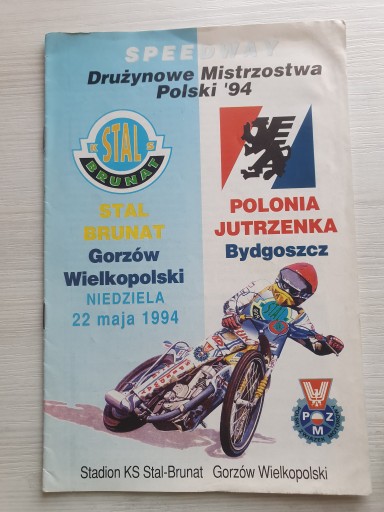 SPEEDWAY
Drużynowe Mistrzostwa
Polski '94
K S
STAL
BRUNAT
STAL
BRUNAT
Gorzów
Wielkopolski
NIEDZIELA
22 maja 1994
POLONIA
JUTRZENKA
Bydgoszcz
P Z
M
Stadion KS Stal-Brunat Gorzów Wielkopolski